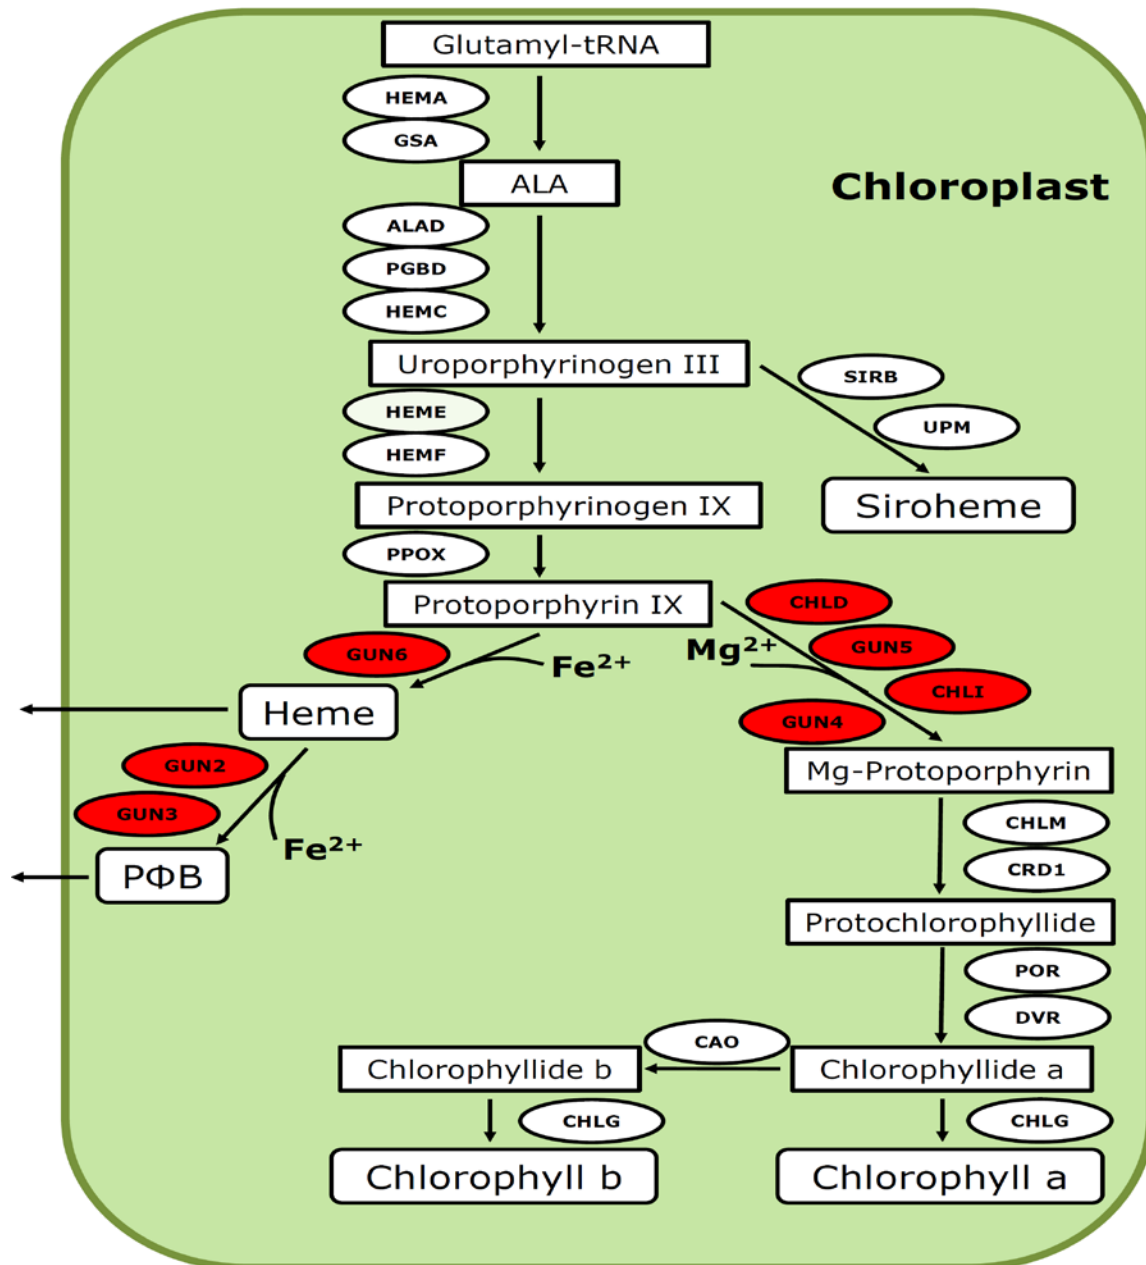 Glutamyl-tRNA
HEMA
GSA
ALA
Chloroplast
ALAD
PGBD
HEMC
Uroporphyrinogen III
SIRB
HEME
UPM
HEMF
Protoporphyrinogen IX
Siroheme
PPOX
Protoporphyrin IX
CHLD
GUN6
Fe²⁺
Mg²⁺
GUN5
CHLI
Heme
GUN4
GUN2
Mg-Protoporphyrin
GUN3
CHLM
Fe²⁺
CRD1
PΦB
Protochlorophyllide
POR
DVR
CAO
Chlorophyllide b
Chlorophyllide a
CHLG
CHLG
Chlorophyll b
Chlorophyll a